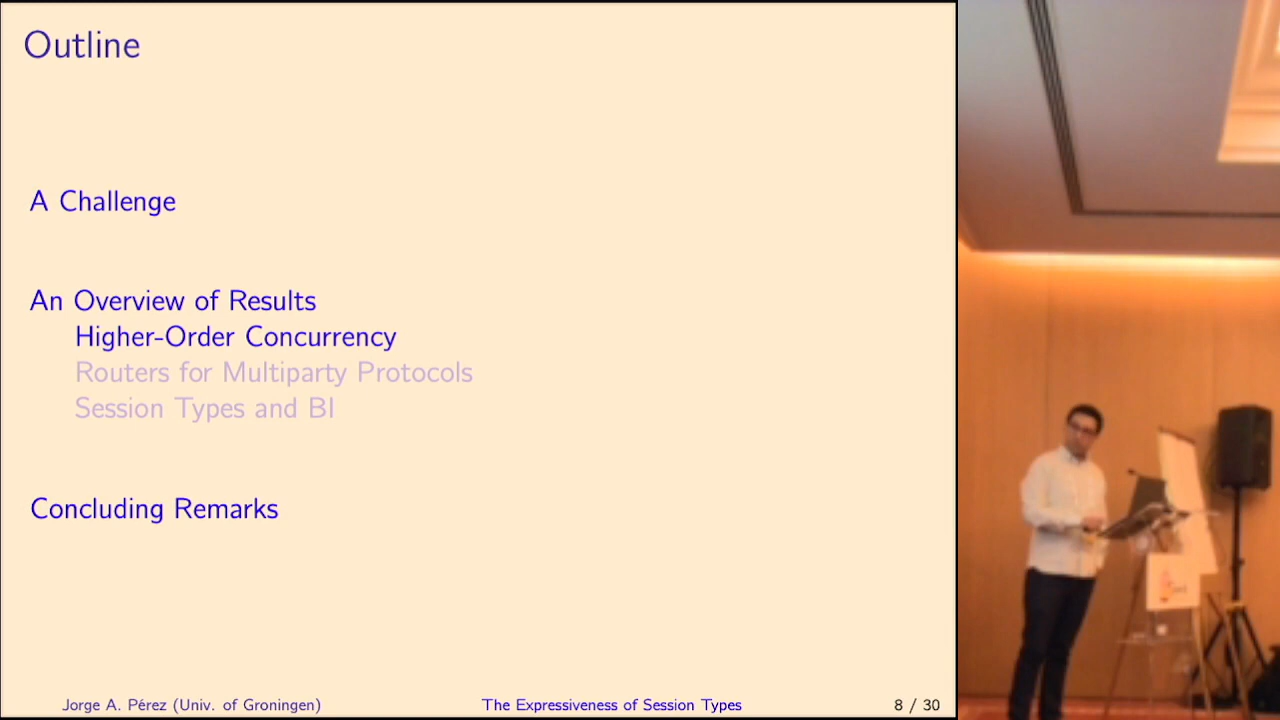 Outline
A Challenge
An Overview of Results
Higher-Order Concurrency
Routers for Multiparty Protocols
Session Types and BI
Concluding Remarks
Jorge A. Pérez (Univ. of Groningen) The Expressiveness of Session Types 8 / 30